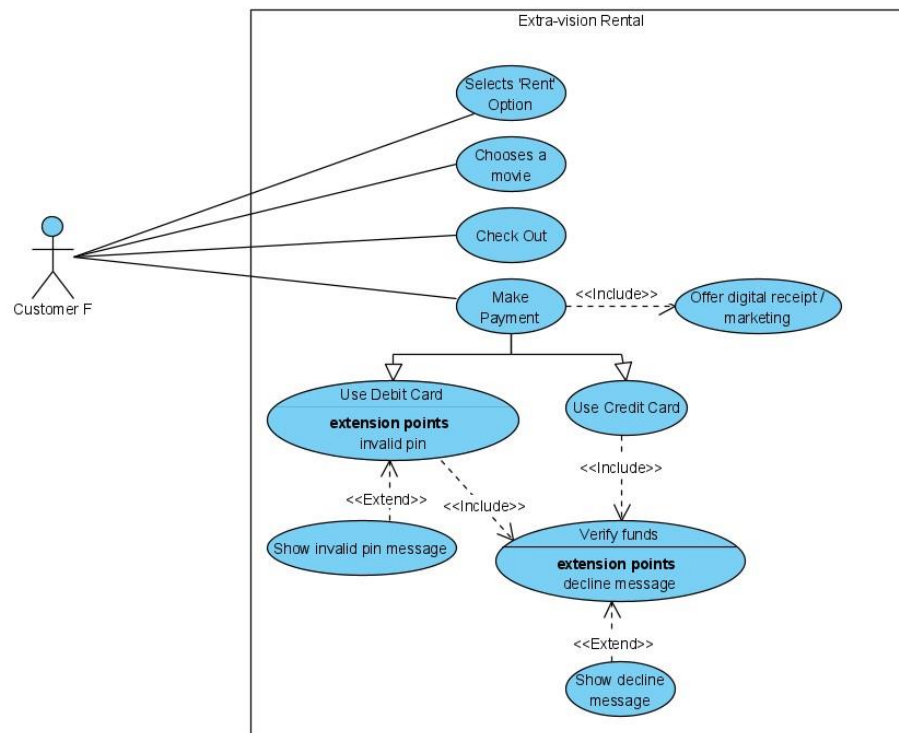 Extra-vision Rental
Selects 'Rent'
Option
Chooses a
movie
Check Out
Customer F
Make
Payment
<<Include>>
Offer digital receipt /
marketing
Use Debit Card
extension points
invalid pin
Use Credit Card
<<Extend>>
<<Include>>
<<Include>>
Show invalid pin message
Verify funds
extension points
decline message
<<Extend>>
Show decline
message